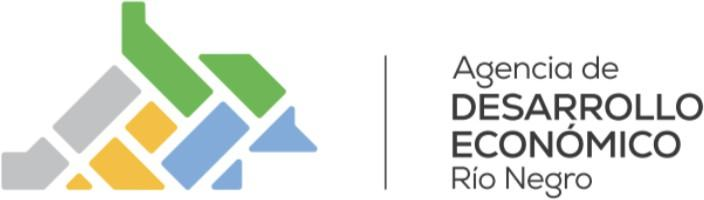 Agencia de
DESARROLLO
ECONÓMICO
Río Negro